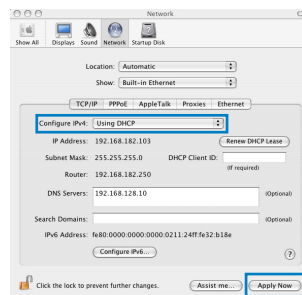 Network
Show All Displays Sound Network Startup Disk
Location: Automatic
Show: Built-in Ethernet
TCP/IP PPPoE AppleTalk Proxies Ethernet
Configure IPv4: Using DHCP
IP Address: 192.168.182.103 Renew DHCP Lease
Subnet Mask: 255.255.255.0 DHCP Client ID:
(If required)
Router: 192.168.182.250
DNS Servers: 192.168.128.10 (Optional)
Search Domains: (Optional)
IPv6 Address: fe80:0000:0000:0000:0211:24ff:fe32:b18e
Configure IPv6... ?
Click the lock to prevent further changes. Assist me... Apply Now